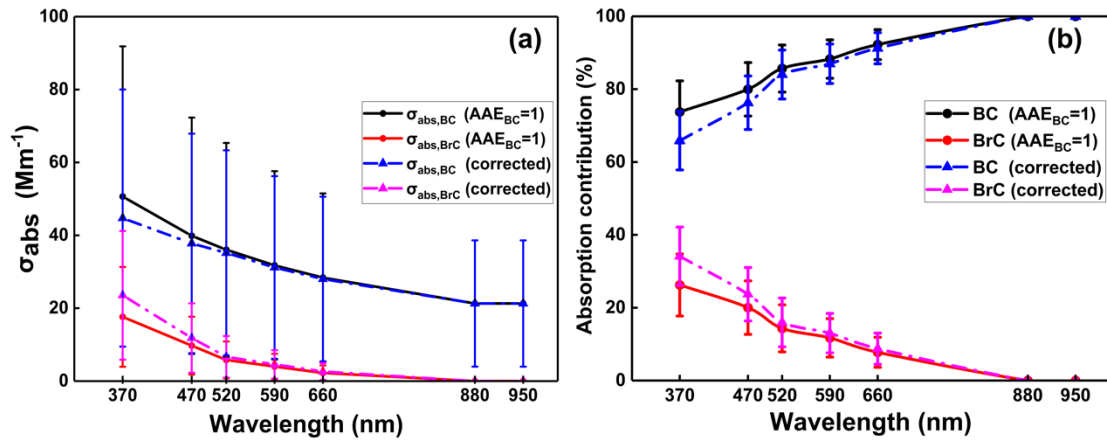 100
80
60
40
20
0
σabs (Mm-1)
(a)
σabs,BC (AAEBC=1)
σabs,BrC (AAEBC=1)
σabs,BC (corrected)
σabs,BrC (corrected)
370 470 520 590 660 880 950
Wavelength (nm)
100
80
60
40
20
0
Absorption contribution (%)
(b)
BC (AAEBC=1)
BrC (AAEBC=1)
BC (corrected)
BrC (corrected)
370 470 520 590 660 880 950
Wavelength (nm)